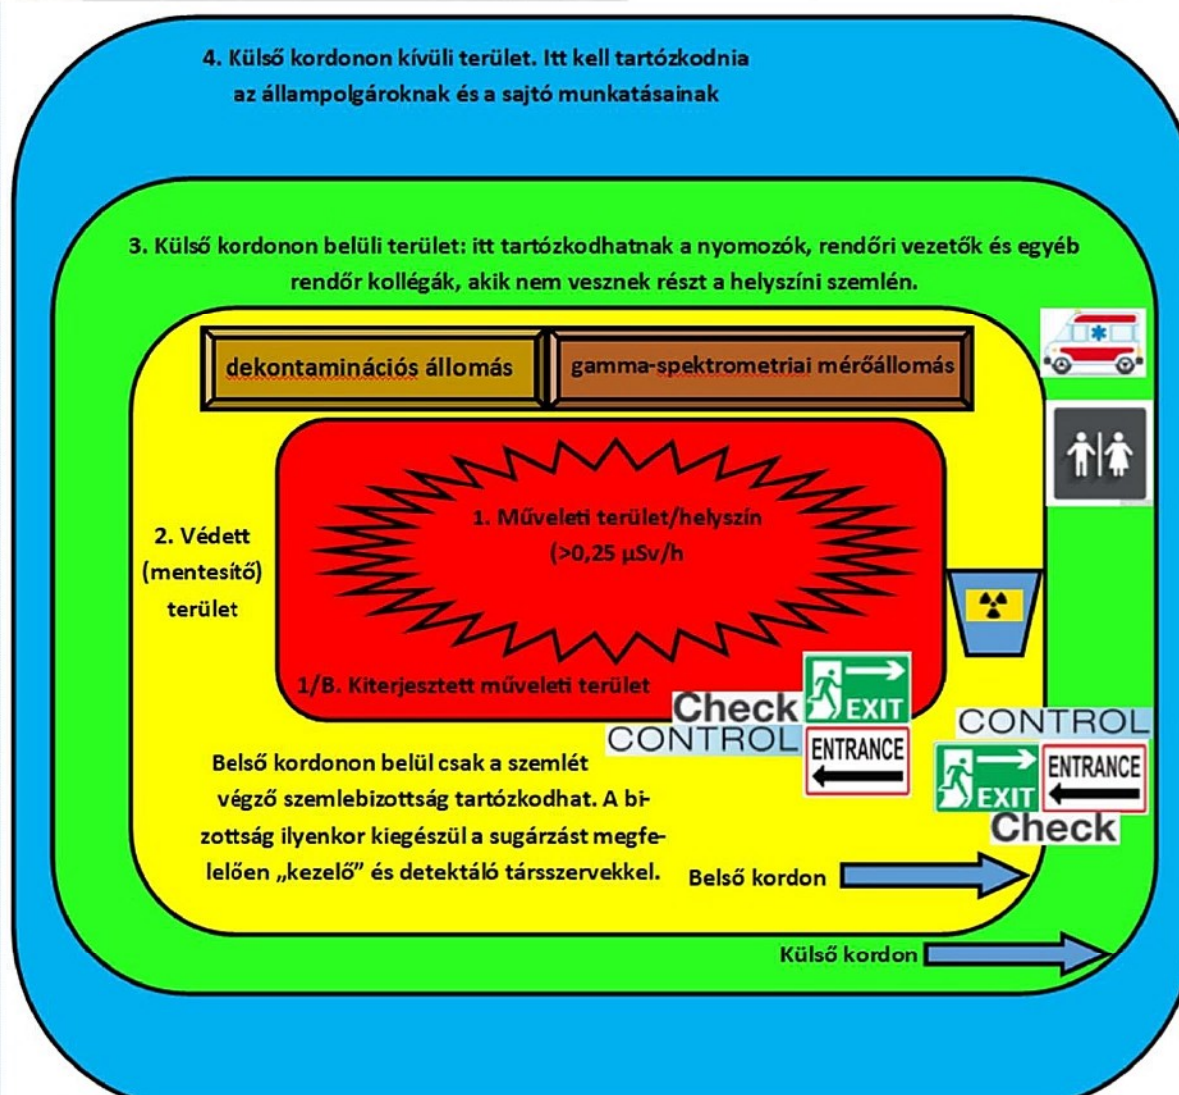 4. Külső kordonon kívüli terület. Itt kell tartózkodnia
az állampolgároknak és a sajtó munkatásainak
3. Külső kordonon belüli terület: itt tartózkodhatnak a nyomozók, rendőri vezetők és egyéb
rendőr kollégák, akik nem vesznek részt a helyszíni szemlén.
dekontaminációs állomás
gamma-spektrometriai mérőállomás
1. Műveleti terület/helyszín
(>0,25 µSv/h
2. Védett
(mentesítő)
terület
1/B. Kiterjesztett műveleti terület
Check
CONTROL
EXIT
ENTRANCE
CONTROL
EXIT
ENTRANCE
Check
Belső kordonon belül csak a szemlét
végző szemlebizottság tartózkodhat. A bi-
zottság ilyenkor kiegészül a sugárzást megfe-
lelően „kezelő” és detektáló társszervekkel.
Belső kordon
Külső kordon